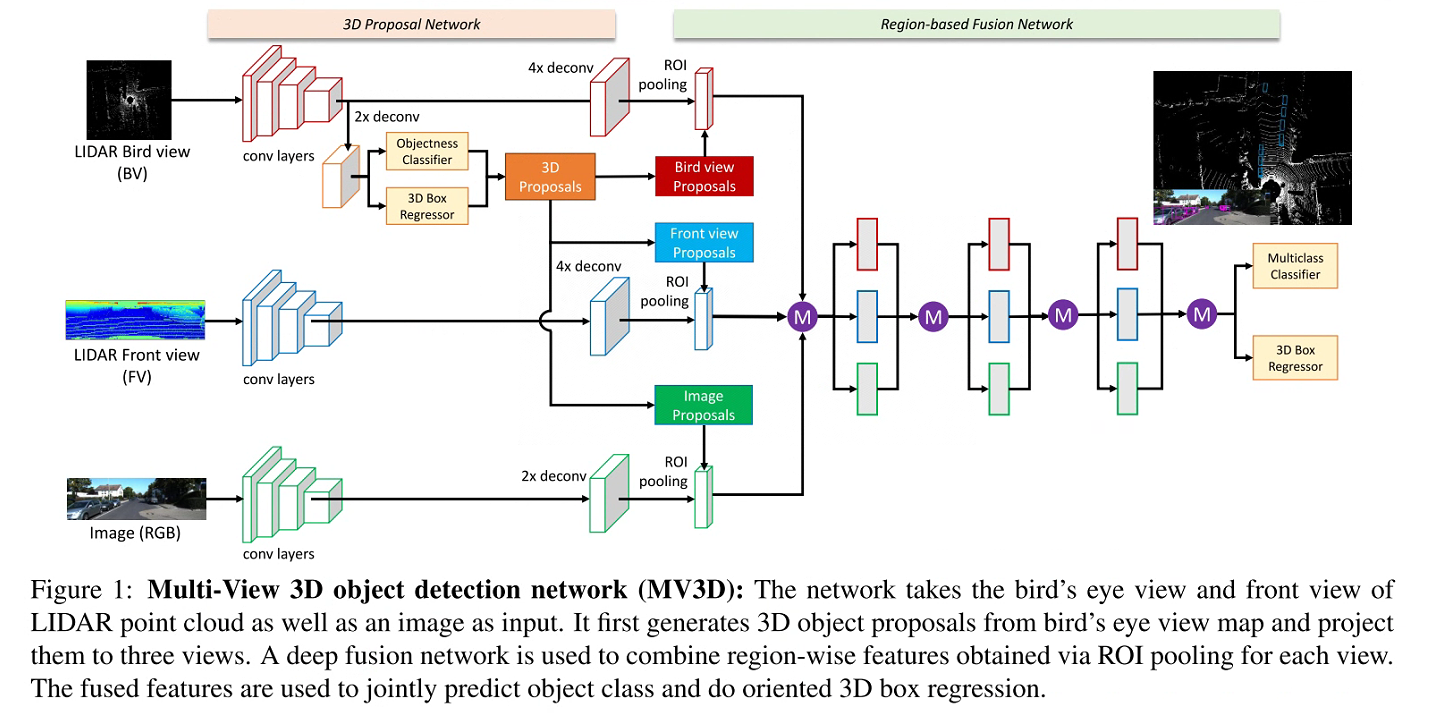 3D Proposal Network
Region-based Fusion Network
LIDAR Bird view
(BV)
conv layers
2x deconv
4x deconv
ROI
pooling
Objectness
Classifier
3D Box
Regressor
3D
Proposals
Bird view
Proposals
Front view
Proposals
LIDAR Front view
(FV)
conv layers
4x deconv
ROI
pooling
Image
Proposals
Image (RGB)
conv layers
2x deconv
ROI
pooling
M
M
M
M
Multiclass
Classifier
3D Box
Regressor
Figure 1: Multi-View 3D object detection network (MV3D): The network takes the bird's eye view and front view of
LIDAR point cloud as well as an image as input. It first generates 3D object proposals from bird's eye view map and project
them to three views. A deep fusion network is used to combine region-wise features obtained via ROI pooling for each view.
The fused features are used to jointly predict object class and do oriented 3D box regression.